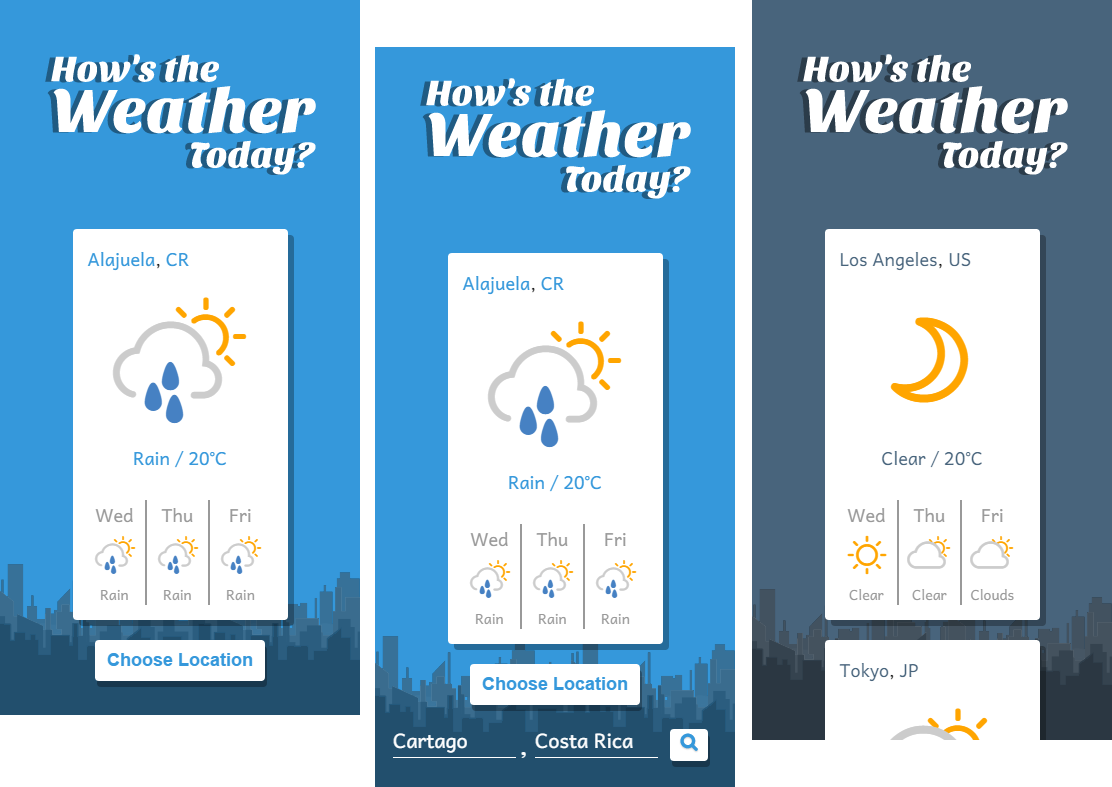 How's the
Weather
Today?
Alajuela, CR
Rain / 20°C
Wed Thu Fri
Rain Rain Rain
Choose Location
How's the
Weather
Today?
Alajuela, CR
Rain / 20°C
Wed Thu Fri
Rain Rain Rain
Choose Location
Cartago , Costa Rica
How's the
Weather
Today?
Los Angeles, US
Clear / 20°C
Wed Thu Fri
Clear Clear Clouds
Tokyo, JP